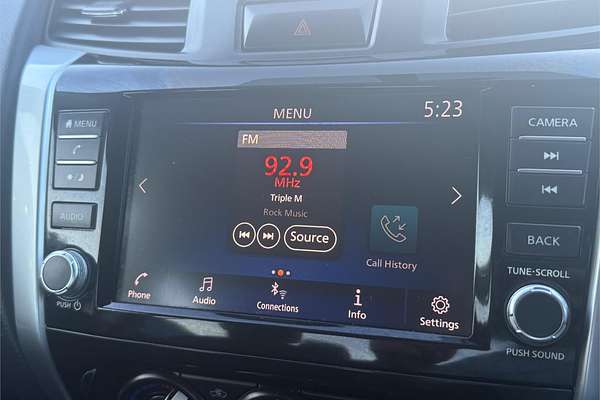 MENU
AUDIO
PUSH
MENU
5:23
FM
92.9
MHz
Triple M
Rock Music
Source
Call History
Phone
Audio
Connections
Info
Settings
CAMERA
BACK
TUNE·SCROLL
PUSH SOUND